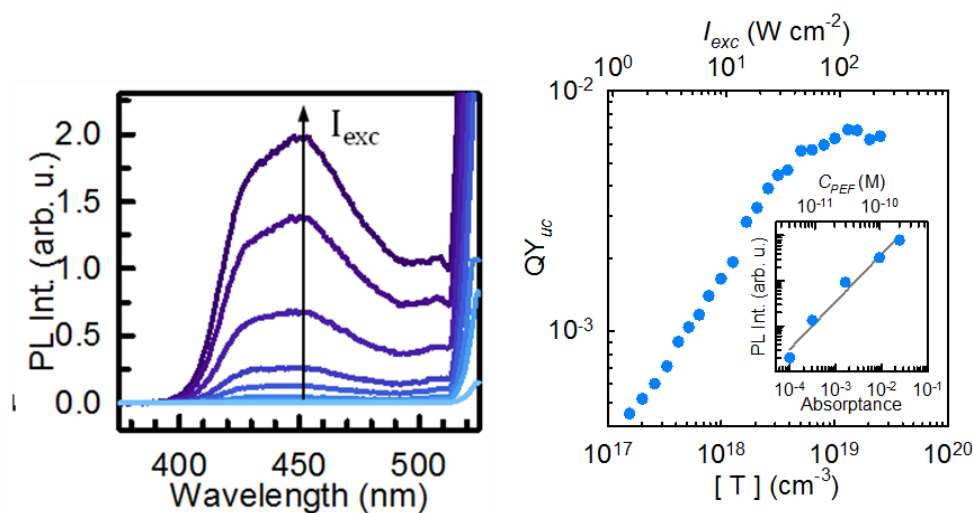 PL Int. (arb. u.)
2.0
1.5
1.0
0.5
0.0
I_exc
400 450 500
Wavelength (nm)
I_exc (W cm⁻²)
10⁰ 10¹ 10²
QY_uc
10⁻²
10⁻³
10¹⁷ 10¹⁸ 10¹⁹ 10²⁰
[ T ] (cm⁻³)
C_PEF (M)
10⁻¹¹ 10⁻¹⁰
PL Int. (arb. u.)
10⁻⁴ 10⁻³ 10⁻² 10⁻¹
Absorptance